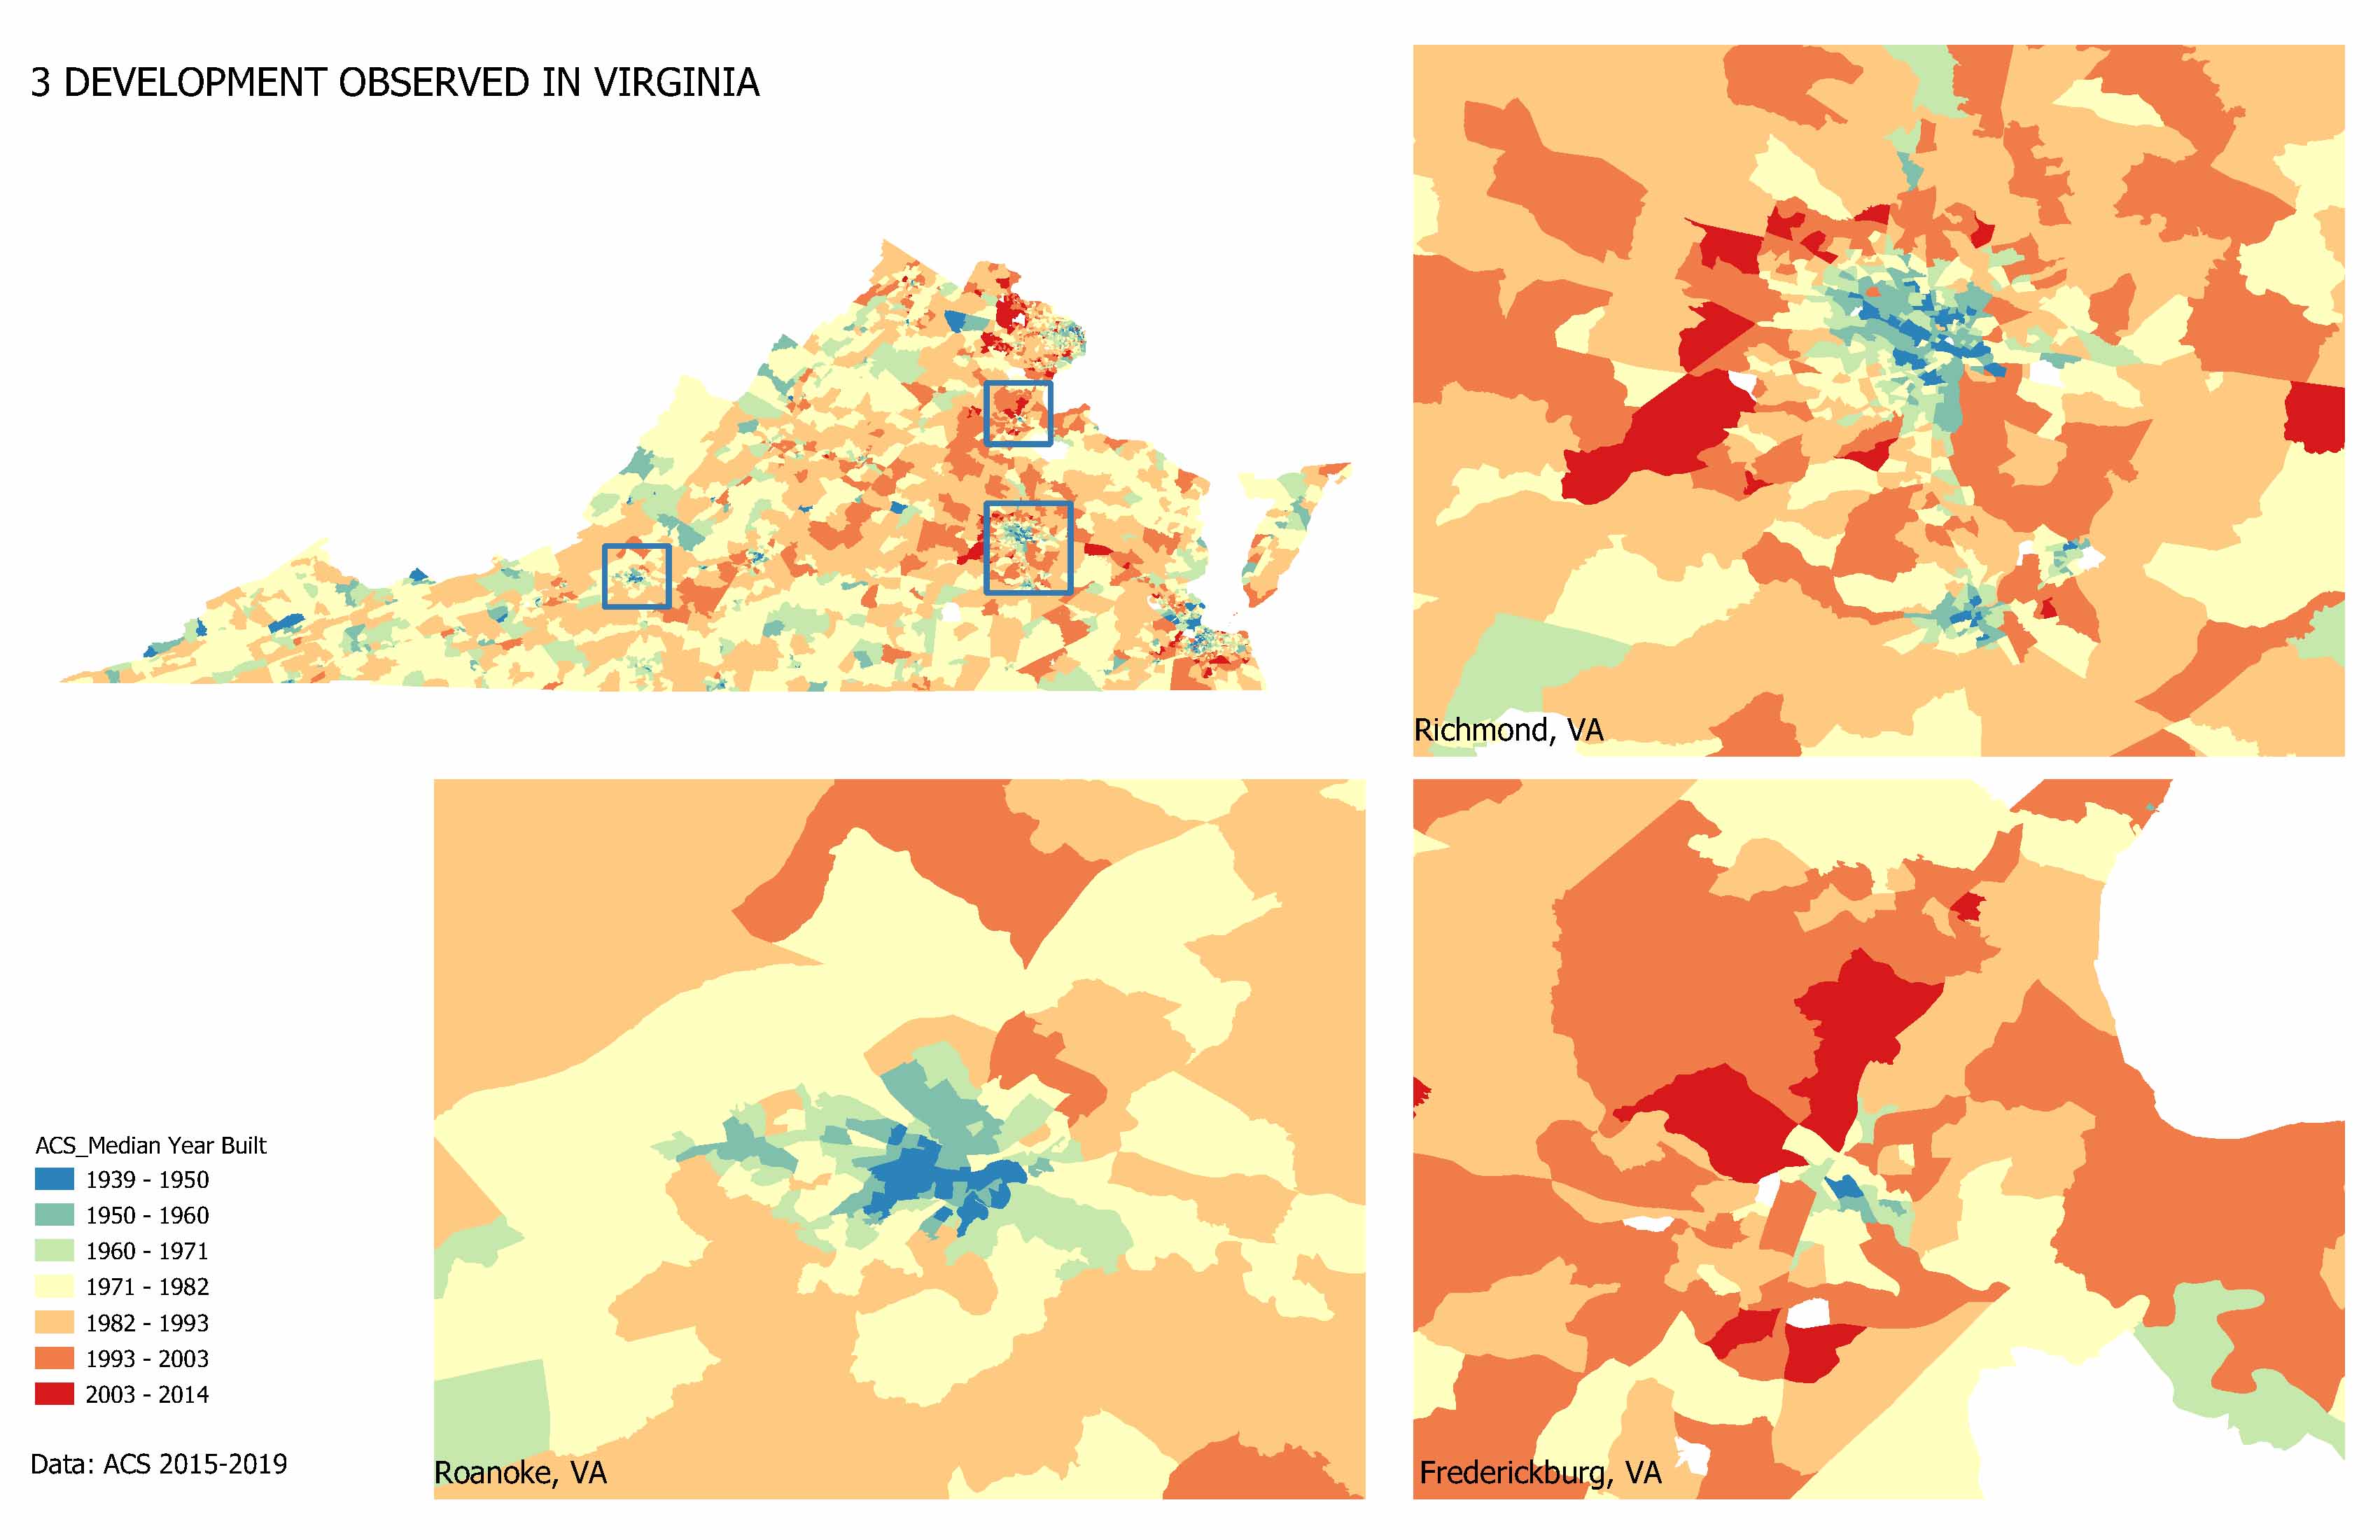 3 DEVELOPMENT OBSERVED IN VIRGINIA
Richmond, VA
ACS_Median Year Built
1939 - 1950
1950 - 1960
1960 - 1971
1971 - 1982
1982 - 1993
1993 - 2003
2003 - 2014
Data: ACS 2015-2019
Roanoke, VA
Frederickburg, VA